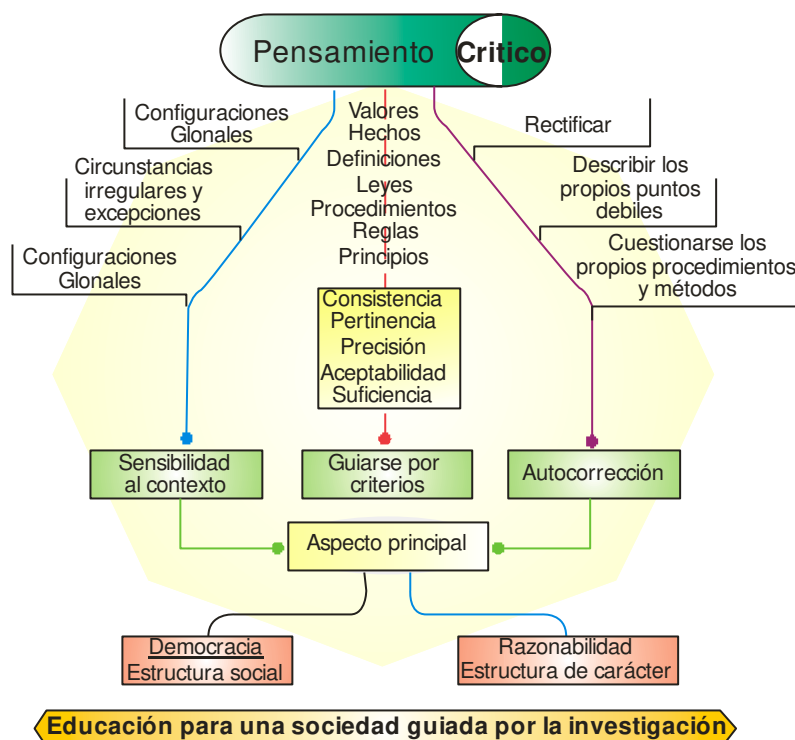 Pensamiento Critico
Configuraciones
Glonales
Circunstancias
irregulares y
excepciones
Configuraciones
Glonales
Valores
Hechos
Definiciones
Leyes
Procedimientos
Reglas
Principios
Consistencia
Pertinencia
Precisión
Aceptabilidad
Suficiencia
Rectificar
Describir los
propios puntos
debiles
Cuestionarse los
propios procedimientos
y métodos
Sensibilidad
al contexto
Guiarse por
criterios
Autocorrección
Aspecto principal
Democracia
Estructura social
Razonabilidad
Estructura de carácter
Educación para una sociedad guiada por la investigación